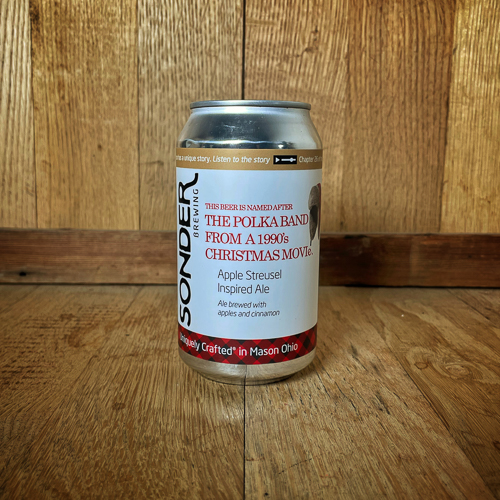 a unique story. Listen to the story
Chapter
SONDER
BREWING
THIS BEER IS NAMED AFTER
THE POLKA BAND
FROM A 1990's
CHRISTMAS MOVIe.
Apple Streusel
Inspired Ale
Ale brewed with
apples and cinnamon
Uniquely Crafted® in Mason Ohio